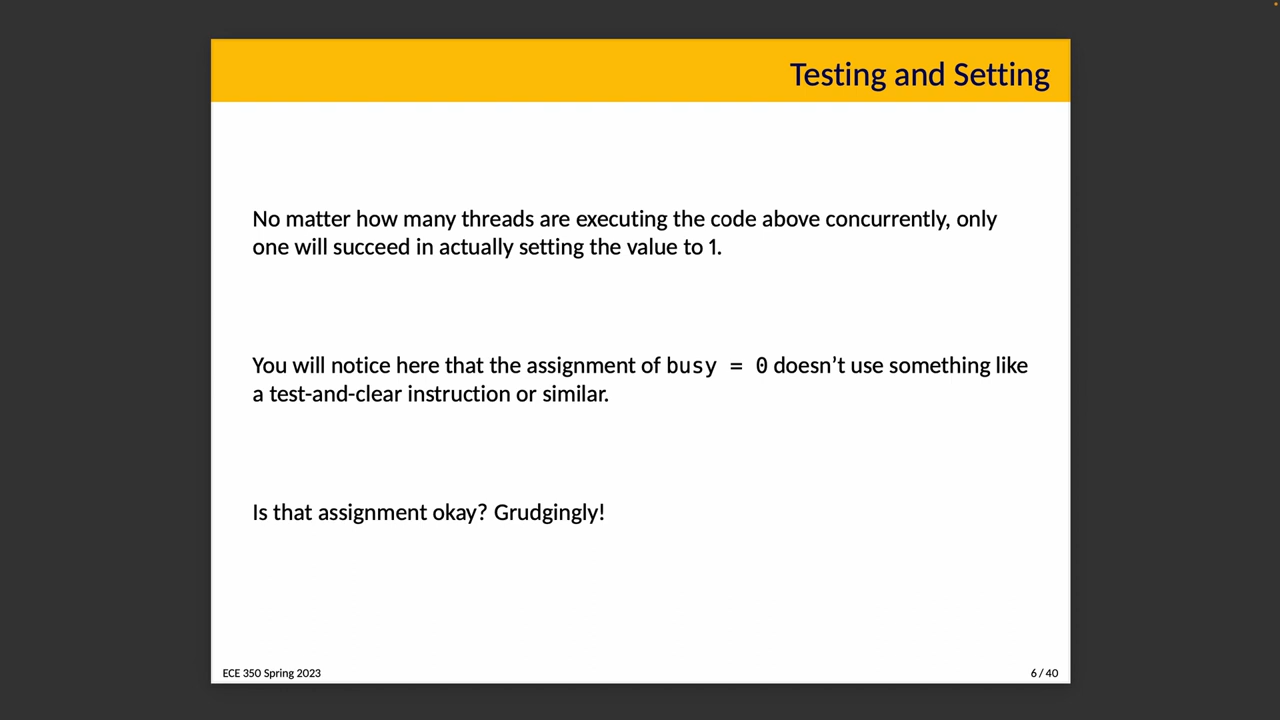 Testing and Setting
No matter how many threads are executing the code above concurrently, only
one will succeed in actually setting the value to 1.
You will notice here that the assignment of busy = 0 doesn’t use something like
a test-and-clear instruction or similar.
Is that assignment okay? Grudgingly!
ECE 350 Spring 2023
6 / 40